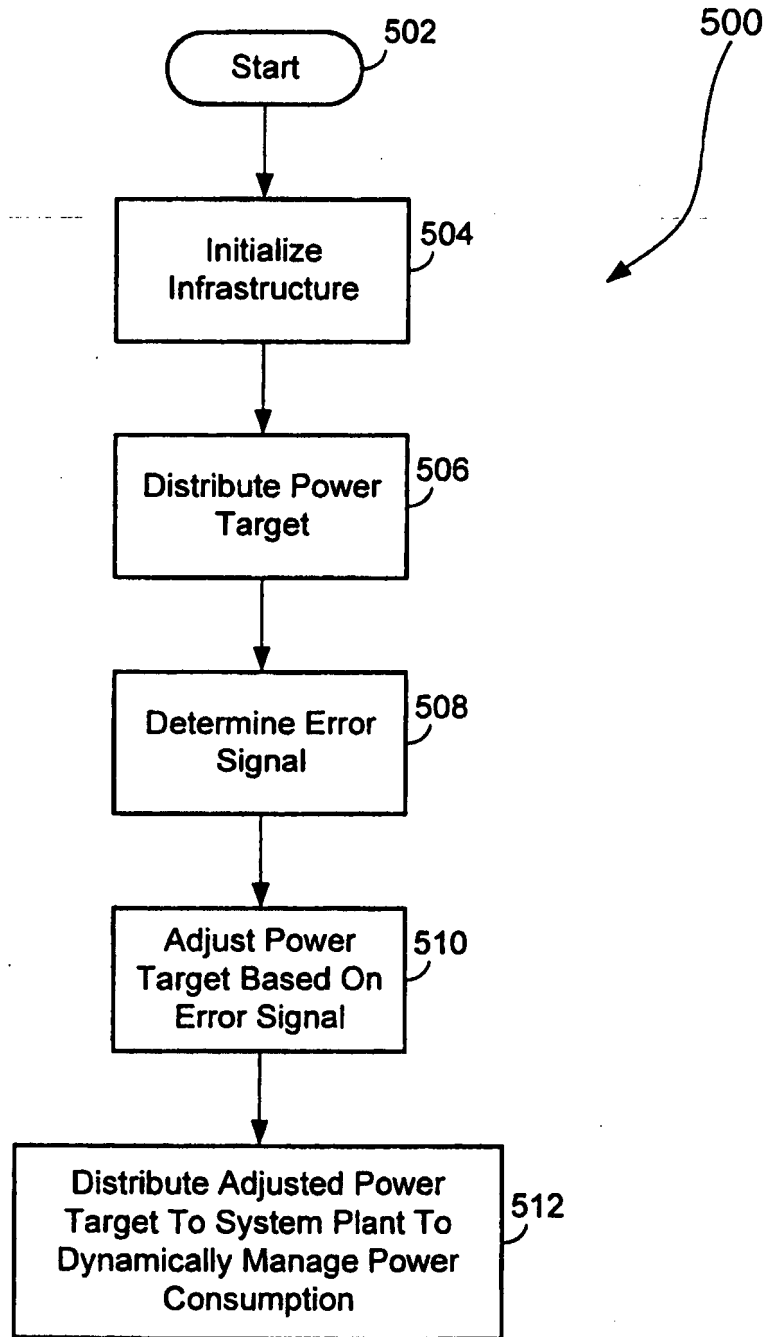 500
502
Start
504
Initialize
Infrastructure
506
Distribute Power
Target
508
Determine Error
Signal
510
Adjust Power
Target Based On
Error Signal
512
Distribute Adjusted Power
Target To System Plant To
Dynamically Manage Power
Consumption